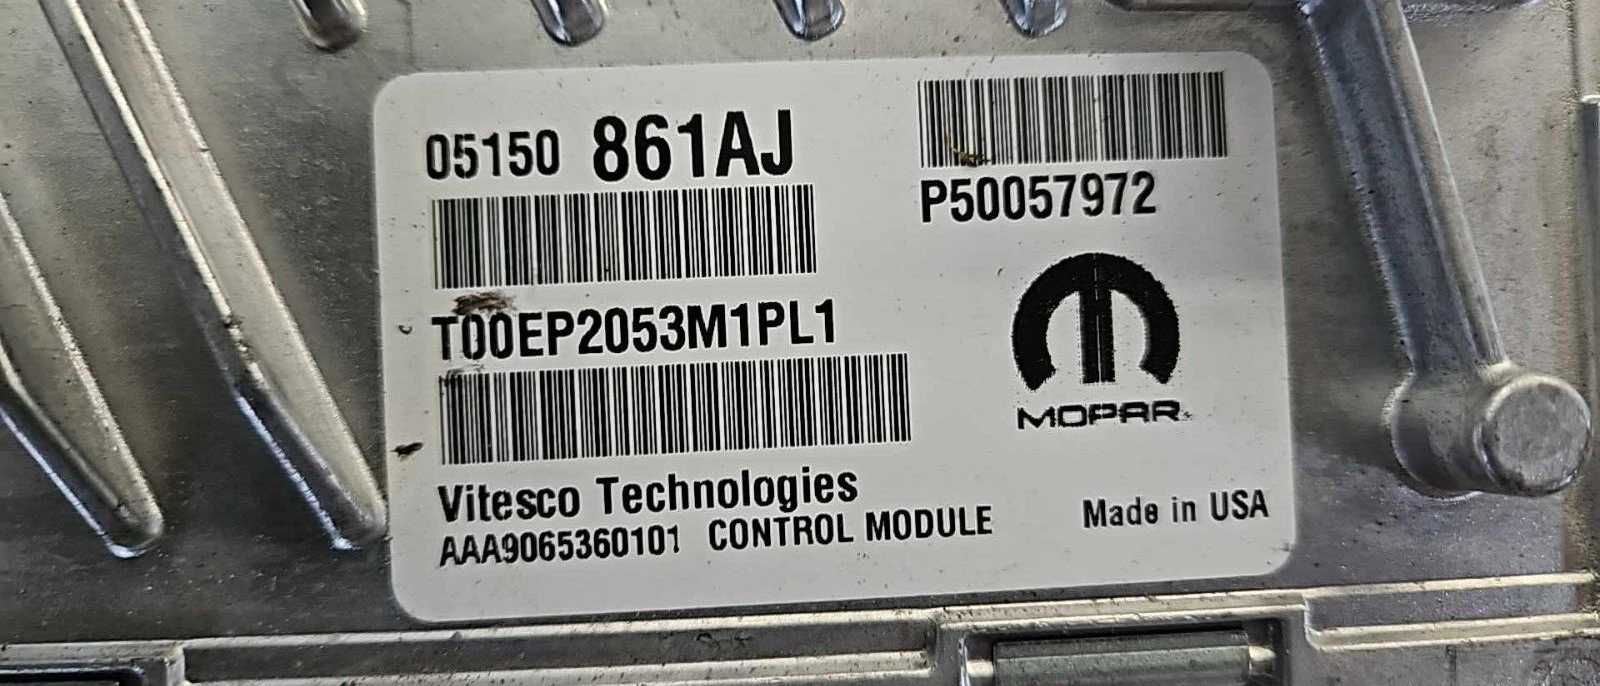 05150 861AJ
P50057972
T00EP2053M1PL1
MOPAR
Vitesco Technologies
AAA9065360101 CONTROL MODULE
Made in USA